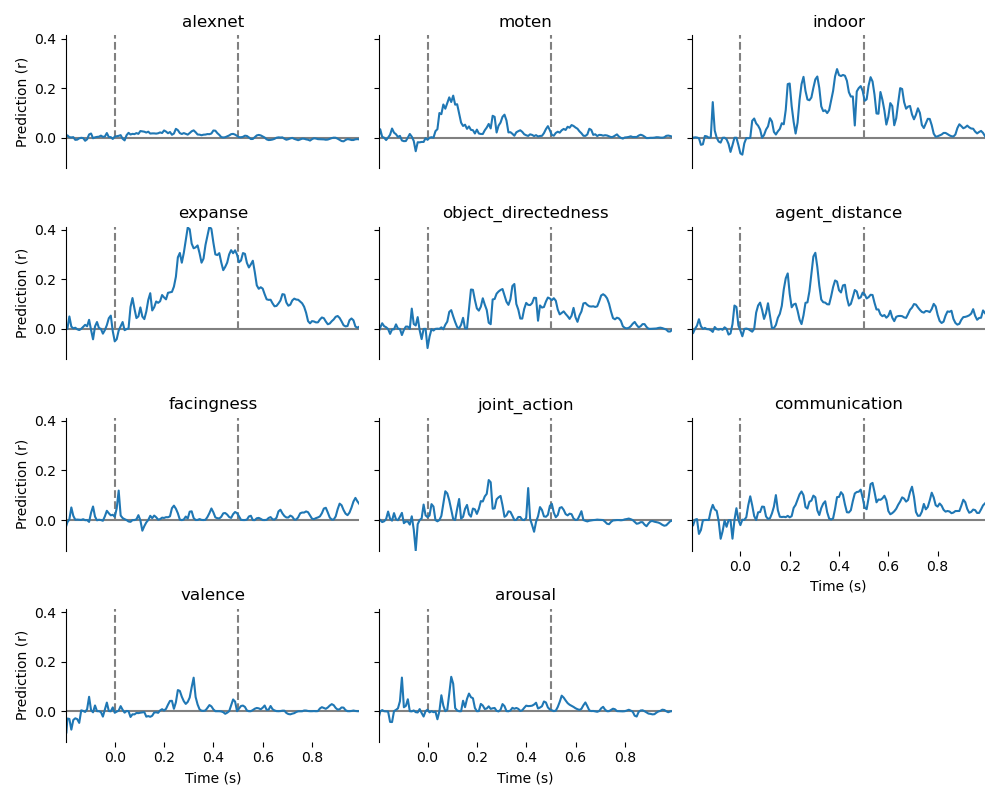 alexnet moten indoor
0.4
0.2
0.0
Prediction (r)
expanse object_directedness agent_distance
0.4
0.2
0.0
Prediction (r)
facingness joint_action communication
0.4
0.2
0.0
Prediction (r)
0.0 0.2 0.4 0.6 0.8
Time (s)
valence arousal
0.4
0.2
0.0
Prediction (r)
0.0 0.2 0.4 0.6 0.8 0.0 0.2 0.4 0.6 0.8
Time (s) Time (s)